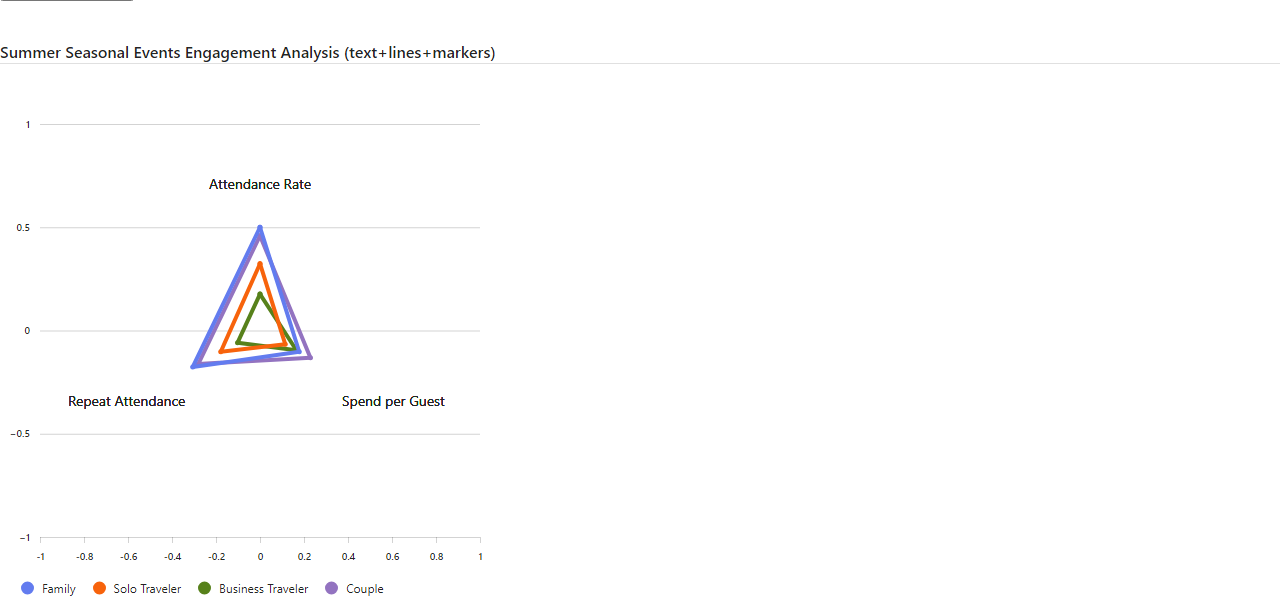 Summer Seasonal Events Engagement Analysis (text+lines+markers)
1
Attendance Rate
0.5
0
Repeat Attendance Spend per Guest
−0.5
−1
-1 -0.8 -0.6 -0.4 -0.2 0 0.2 0.4 0.6 0.8 1
Family Solo Traveler Business Traveler Couple